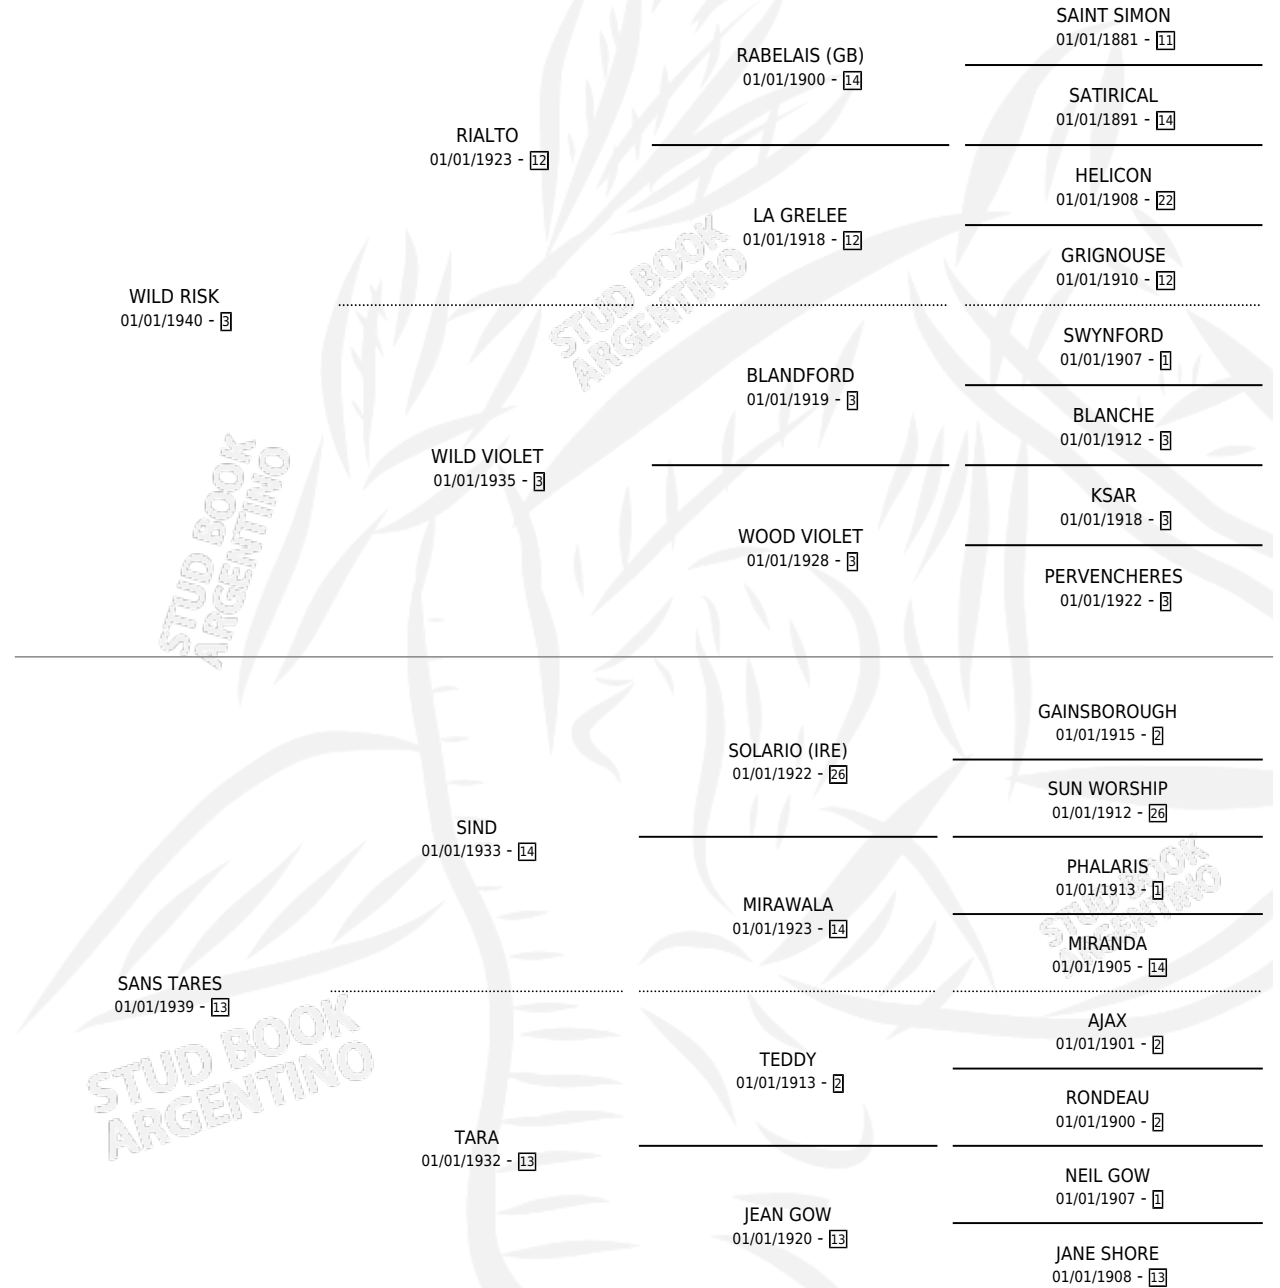 SAINT SIMON
01/01/1881 - 11
RABELAIS (GB)
01/01/1900 - 14
SATIRICAL
01/01/1891 - 14
RIALTO
01/01/1923 - 12
HELICON
01/01/1908 - 22
LA GRELEE
01/01/1918 - 12
GRIGNOUSE
01/01/1910 - 12
WILD RISK
01/01/1940 - 3
SWYNFORD
01/01/1907 - 1
BLANDFORD
01/01/1919 - 3
BLANCHE
01/01/1912 - 3
WILD VIOLET
01/01/1935 - 3
KSAR
01/01/1918 - 3
WOOD VIOLET
01/01/1928 - 3
PERVENCHERES
01/01/1922 - 3
STUD BOOK
ARGENTINO
STUD BOOK
ARGENTINO
GAINSBOROUGH
01/01/1915 - 2
SOLARIO (IRE)
01/01/1922 - 26
SUN WORSHIP
01/01/1912 - 26
SIND
01/01/1933 - 14
PHALARIS
01/01/1913 - 1
MIRAWALA
01/01/1923 - 14
MIRANDA
01/01/1905 - 14
SANS TARES
01/01/1939 - 13
AJAX
01/01/1901 - 2
TEDDY
01/01/1913 - 2
RONDEAU
01/01/1900 - 2
TARA
01/01/1932 - 13
NEIL GOW
01/01/1907 - 1
JEAN GOW
01/01/1920 - 13
JANE SHORE
01/01/1908 - 13
STUD BOOK
ARGENTINO
STUD BOOK
ARGENTINO